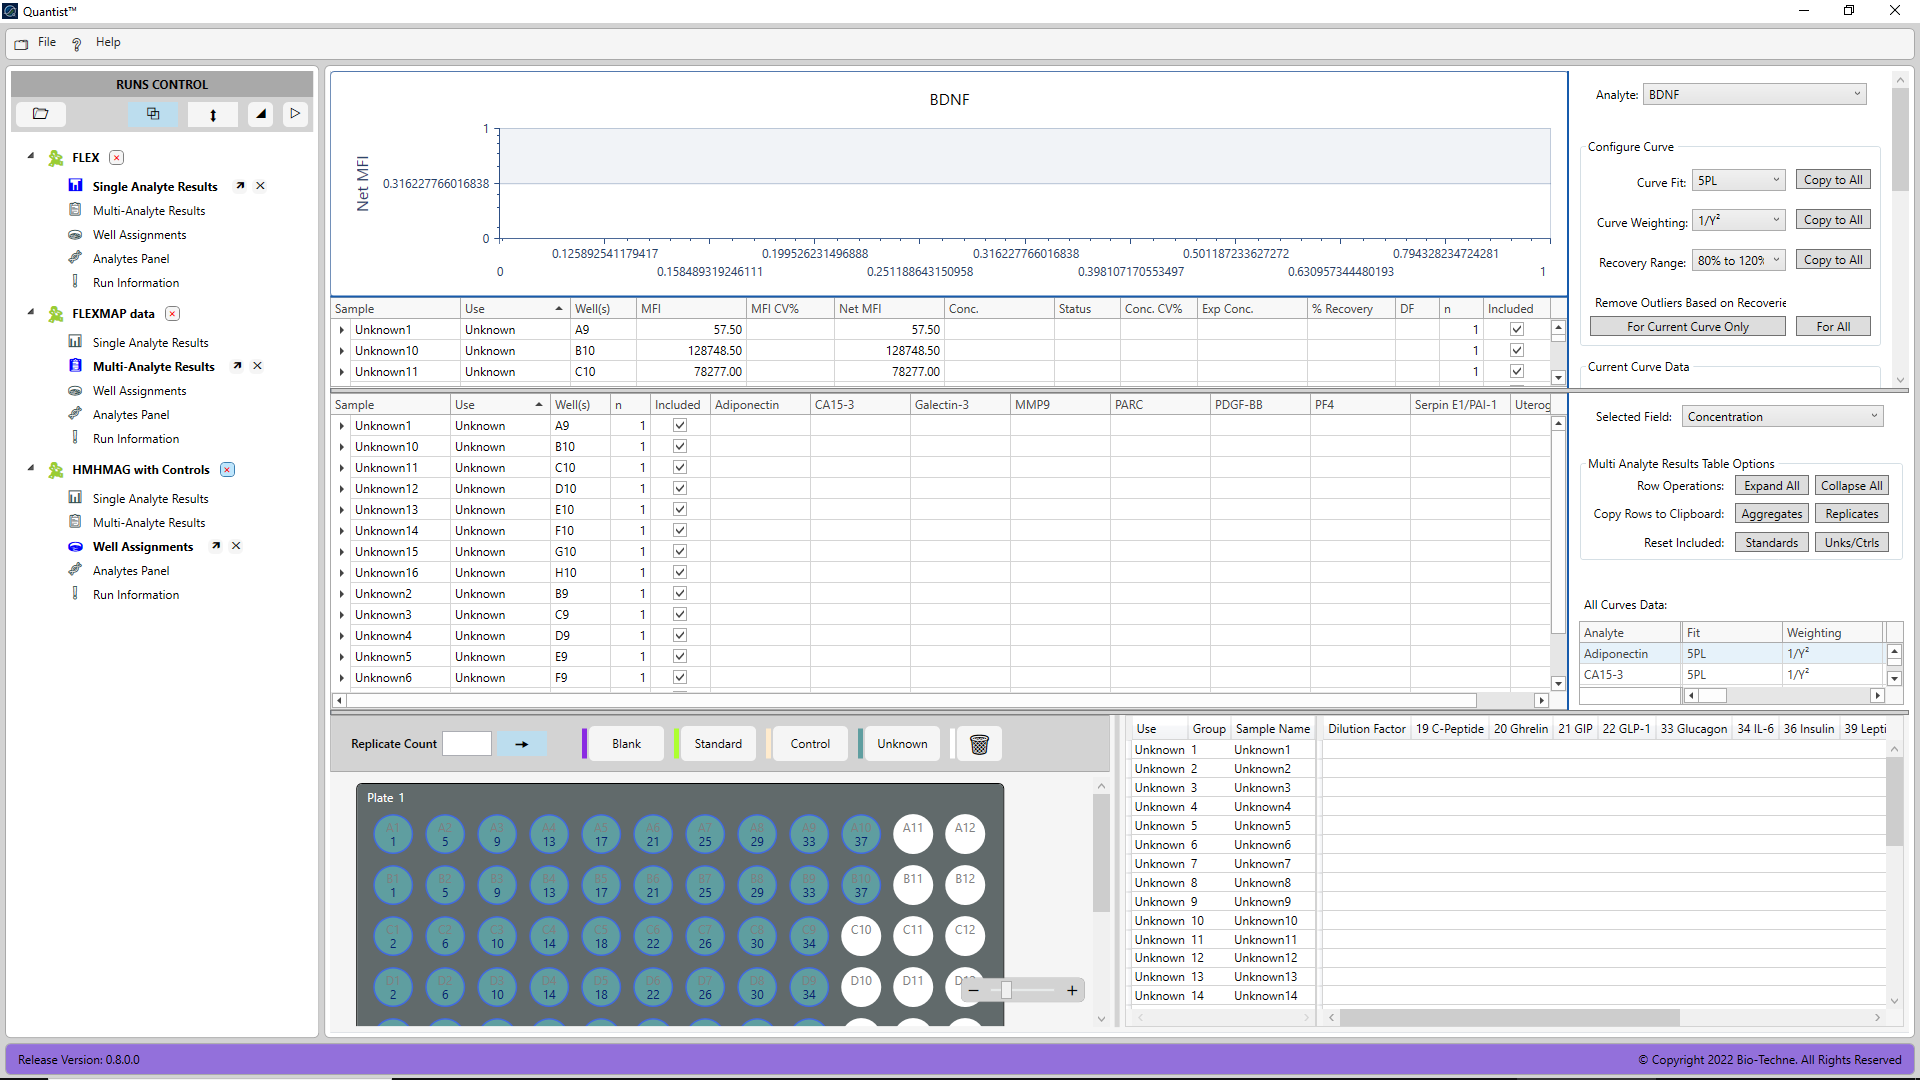 Quantist™
File Help
RUNS CONTROL
FLEX
Single Analyte Results
Multi-Analyte Results
Well Assignments
Analytes Panel
Run Information
FLEXMAP data
Single Analyte Results
Multi-Analyte Results
Well Assignments
Analytes Panel
Run Information
HMHMAG with Controls
Single Analyte Results
Multi-Analyte Results
Well Assignments
Analytes Panel
Run Information
BDNF
Net MFI
1
0.316227766016838
0
0.125892541179417 0.199526231496888 0.316227766016838 0.501187233627272 0.794328234724281
0 0.158489319246111 0.251188643150958 0.398107170553497 0.630957344480193 1
Analyte: BDNF
Configure Curve
Curve Fit: 5PL Copy to All
Curve Weighting: 1/Y² Copy to All
Recovery Range: 80% to 120% Copy to All
Remove Outliers Based on Recoverie
For Current Curve Only For All
Current Curve Data
Sample Use Well(s) MFI MFI CV% Net MFI Conc. Status Conc. CV% Exp Conc. % Recovery DF n Included
Unknown1 Unknown A9 57.50 57.50 1
Unknown10 Unknown B10 128748.50 128748.50 1
Unknown11 Unknown C10 78277.00 78277.00 1
Sample Use Well(s) n Included Adiponectin CA15-3 Galectin-3 MMP9 PARC PDGF-BB PF4 Serpin E1/PAI-1 Uterog
Unknown1 Unknown A9 1
Unknown10 Unknown B10 1
Unknown11 Unknown C10 1
Unknown12 Unknown D10 1
Unknown13 Unknown E10 1
Unknown14 Unknown F10 1
Unknown15 Unknown G10 1
Unknown16 Unknown H10 1
Unknown2 Unknown B9 1
Unknown3 Unknown C9 1
Unknown4 Unknown D9 1
Unknown5 Unknown E9 1
Unknown6 Unknown F9 1
Selected Field: Concentration
Multi Analyte Results Table Options
Row Operations: Expand All Collapse All
Copy Rows to Clipboard: Aggregates Replicates
Reset Included: Standards Unks/Ctrls
All Curves Data:
Analyte Fit Weighting
Adiponectin 5PL 1/Y²
CA15-3 5PL 1/Y²
Replicate Count Blank Standard Control Unknown
Plate 1
A1 A2 A3 A4 A5 A6 A7 A8 A9 A10 A11 A12
1 5 9 13 17 21 25 29 33 37
B1 B2 B3 B4 B5 B6 B7 B8 B9 B10 B11 B12
1 5 9 13 17 21 25 29 33 37
C1 C2 C3 C4 C5 C6 C7 C8 C9 C10 C11 C12
2 6 10 14 18 22 26 30 34
D1 D2 D3 D4 D5 D6 D7 D8 D9 D10 D11
2 6 10 14 18 22 26 30 34
Use Group Sample Name Dilution Factor 19 C-Peptide 20 Ghrelin 21 GIP 22 GLP-1 33 Glucagon 34 IL-6 36 Insulin 39 Lepti
Unknown 1 Unknown1
Unknown 2 Unknown2
Unknown 3 Unknown3
Unknown 4 Unknown4
Unknown 5 Unknown5
Unknown 6 Unknown6
Unknown 7 Unknown7
Unknown 8 Unknown8
Unknown 9 Unknown9
Unknown 10 Unknown10
Unknown 11 Unknown11
Unknown 12 Unknown12
Unknown 13 Unknown13
Unknown 14 Unknown14
Release Version: 0.8.0.0
© Copyright 2022 Bio-Techne. All Rights Reserved